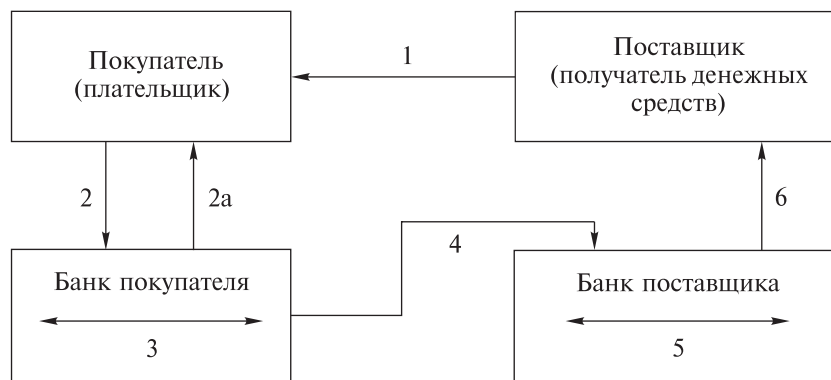 Покупатель
(плательщик)
1
Поставщик
(получатель денежных
средств)
2
2а
4
6
Банк покупателя
3
Банк поставщика
5